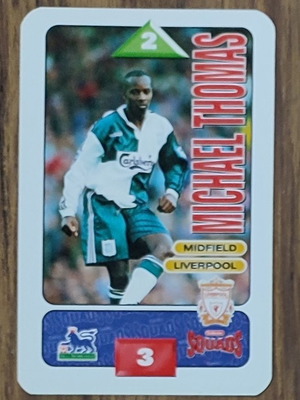 2
MICHAEL THOMAS
Carlsberg
MIDFIELD
LIVERPOOL
SQUADS
3